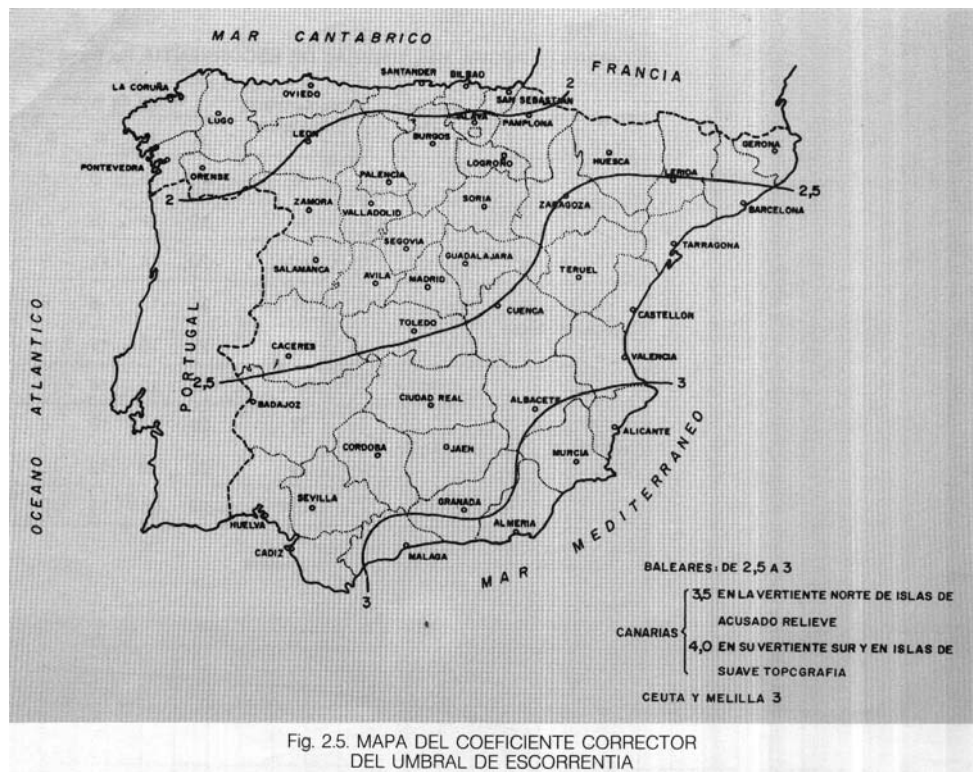 MAR CANTABRICO
FRANCIA
LA CORUÑA
OVIEDO
SANTANDER
BILBAO
SAN SEBASTIAN
2
LUGO
LEON
ALAVA
PAMPLONA
BURGOS
LOGROÑO
HUESCA
GERONA
PONTEVEDRA
ORENSE
PALENCIA
LERIDA
2
ZAMORA
VALLADOLID
SORIA
ZARAGOZA
2,5
BARCELONA
SEGOVIA
TARRAGONA
SALAMANCA
AVILA
MADRID
GUADALAJARA
TERUEL
CUENCA
CASTELLON
TOLEDO
CACERES
VALENCIA
PORTUGAL
OCEANO ATLANTICO
2,5
BADAJOZ
CIUDAD REAL
ALBACETE
3
ALICANTE
CORDOBA
JAEN
MURCIA
SEVILLA
GRANADA
HUELVA
ALMERIA
CADIZ
MALAGA
3
MAR MEDITERRANEO
BALEARES: DE 2,5 A 3
CANARIAS
3,5 EN LA VERTIENTE NORTE DE ISLAS DE
ACUSADO RELIEVE
4,0 EN SU VERTIENTE SUR Y EN ISLAS DE
SUAVE TOPOGRAFIA
CEUTA Y MELILLA 3
Fig. 2.5. MAPA DEL COEFICIENTE CORRECTOR
DEL UMBRAL DE ESCORRENTIA